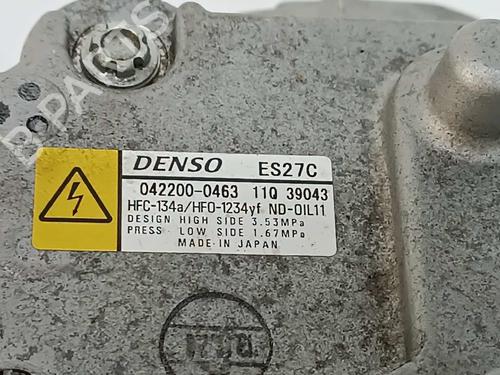 B-PARTS
DENSO ES27C
042200-0463 11Q 39043
HFC-134a/HFO-1234yf ND-OIL11
DESIGN HIGH SIDE 3.53MPa
PRESS LOW SIDE 1.67MPa
MADE IN JAPAN